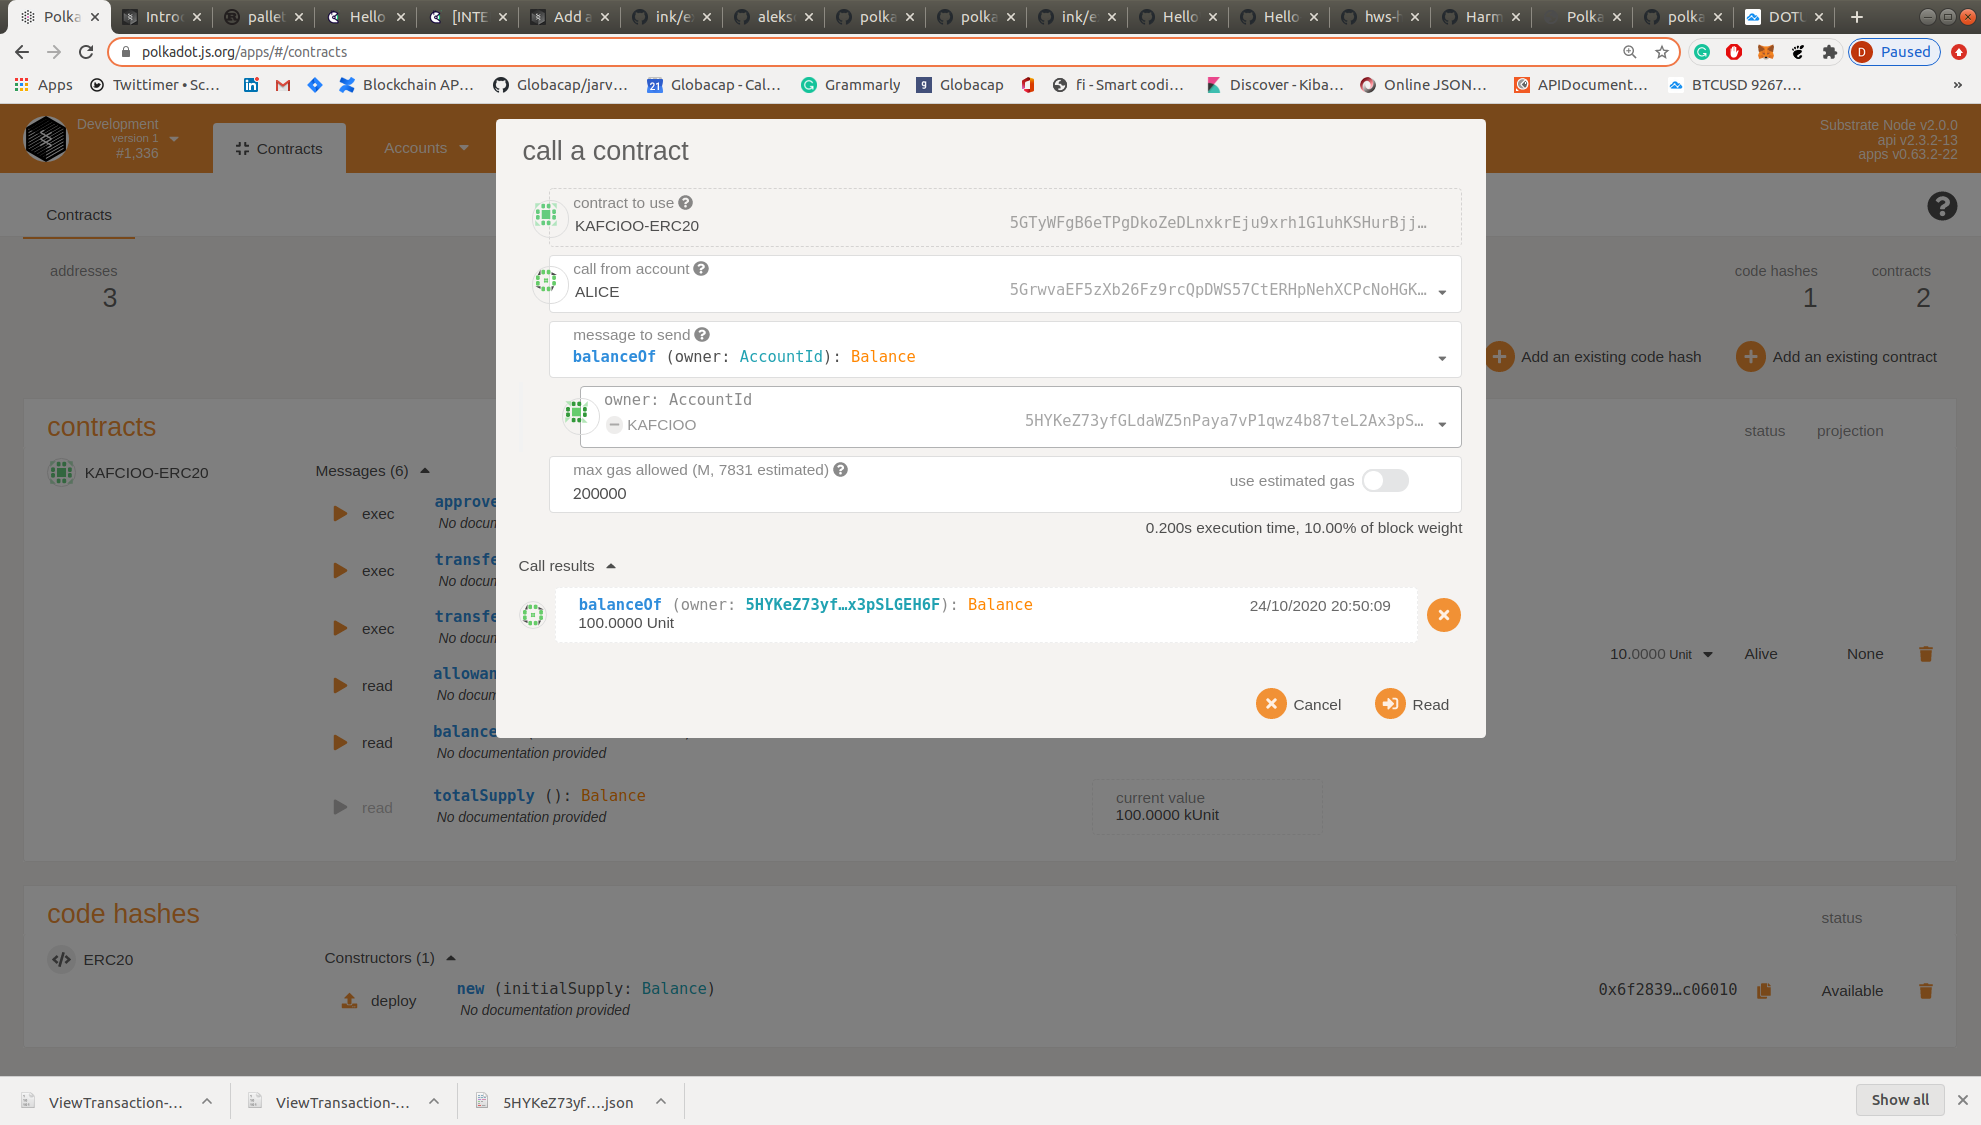 Polka
Introd
pallet
Hello
[INTE
Add a
ink/e
aleks
polka
polka
ink/e
Hello
Hello
hws-h
Harm
Polka
polka
DOTU
polkadot.js.org/apps/#/contracts
D Paused
Apps
Twittimer • Sc...
Blockchain AP...
Globacap/jarv...
21 Globacap - Cal...
Grammarly
g Globacap
fi - Smart codi...
Discover - Kiba...
Online JSON...
APIDocument...
BTCUSD 9267....
»
Development
version 1
#1,336
Contracts
Accounts
Substrate Node v2.0.0
api v2.3.2-13
apps v0.63.2-22
Contracts
addresses
3
code hashes
1
contracts
2
Add an existing code hash
Add an existing contract
call a contract
contract to use
KAFCIOO-ERC20
5GTyWFgB6eTPgDkoZeDLnxkrEju9xrh1G1uhKSHurBjj…
call from account
ALICE
5GrwvaEF5zXb26Fz9rcQpDWS57CtERHpNehXCPcNoHGK…
message to send
balanceOf (owner: AccountId): Balance
owner: AccountId
KAFCIOO
5HYKeZ73yfGLdaWZ5nPaya7vP1qwz4b87teL2Ax3pS…
max gas allowed (M, 7831 estimated)
200000
use estimated gas
0.200s execution time, 10.00% of block weight
Call results
balanceOf (owner: 5HYKeZ73yf…x3pSLGEH6F): Balance
100.0000 Unit
24/10/2020 20:50:09
Cancel
Read
contracts
status
projection
KAFCIOO-ERC20
Messages (6)
exec
approve
No docum
exec
transfe
No docum
exec
transfe
No docum
read
allowan
No docum
read
balance
No documentation provided
read
totalSupply (): Balance
No documentation provided
current value
100.0000 kUnit
10.0000 Unit
Alive
None
code hashes
status
ERC20
Constructors (1)
deploy
new (initialSupply: Balance)
No documentation provided
0x6f2839…c06010
Available
ViewTransaction-....
ViewTransaction-....
5HYKeZ73yf....json
Show all